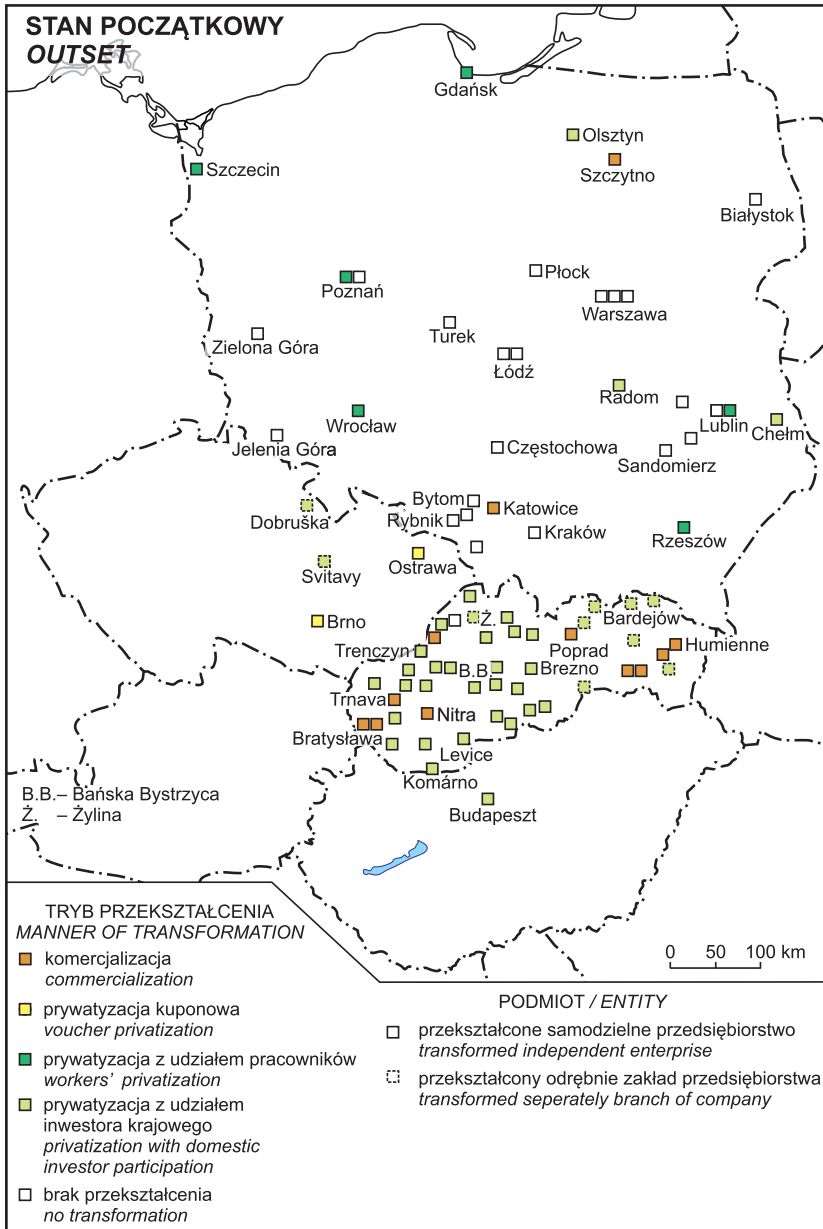 STAN POCZĄTKOWY
OUTSET
Gdańsk
Olsztyn
Szczytno
Szczecin
Białystok
Płock
Poznań
Warszawa
Turek
Zielona Góra
Łódź
Radom
Wrocław
Lublin
Chełm
Jelenia Góra
Częstochowa
Sandomierz
Bytom
Katowice
Dobruška
Rybnik
Kraków
Rzeszów
Ostrawa
Svitavy
Brno
Ż.
Bardejów
Trenczyn
Poprad
Humienne
B.B.
Brezno
Trnava
Nitra
Bratysława
Levice
Komárno
B.B.– Bańska Bystrzyca
Ż. – Żylina
Budapeszt
TRYB PRZEKSZTAŁCENIA
MANNER OF TRANSFORMATION
komercjalizacja
commercialization
prywatyzacja kuponowa
voucher privatization
prywatyzacja z udziałem pracowników
workers' privatization
prywatyzacja z udziałem
inwestora krajowego
privatization with domestic
investor participation
brak przekształcenia
no transformation
0 50 100 km
PODMIOT / ENTITY
przekształcone samodzielne przedsiębiorstwo
transformed independent enterprise
przekształcony odrębnie zakład przedsiębiorstwa
transformed seperately branch of company